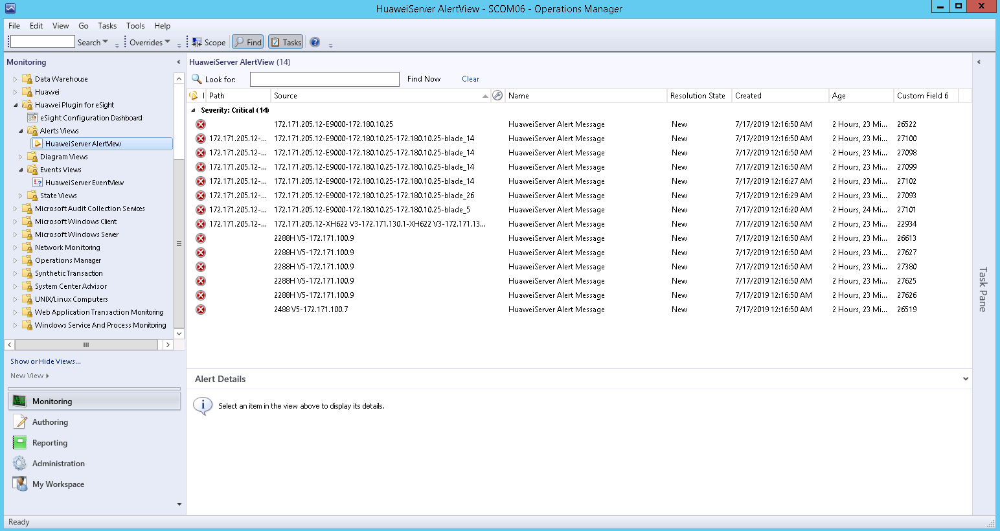 HuaweiServer AlertView - SCOM06 - Operations Manager
File Edit View Go Tasks Tools Help
Search Overrides Scope Find Tasks
Monitoring
Data Warehouse
Huawei
Huawei Plugin for eSight
eSight Configuration Dashboard
Alerts Views
HuaweiServer AlertView
Diagram Views
Events Views
HuaweiServer EventView
State Views
Microsoft Audit Collection Services
Microsoft Windows Client
Microsoft Windows Server
Network Monitoring
Operations Manager
Synthetic Transaction
System Center Advisor
UNIX/Linux Computers
Web Application Transaction Monitoring
Windows Service And Process Monitoring
Show or Hide Views...
New View
Monitoring
Authoring
Reporting
Administration
My Workspace
HuaweiServer AlertView (14)
Look for: Find Now Clear
I Path Source Name Resolution State Created Age Custom Field 6
Severity: Critical (14)
172.171.205.12-E9000-172.180.10.25 HuaweiServer Alert Message New 7/17/2019 12:16:50 AM 2 Hours, 23 Mi... 26522
172.171.205.12-... 172.171.205.12-E9000-172.180.10.25-172.180.10.25-blade_14 HuaweiServer Alert Message New 7/17/2019 12:16:50 AM 2 Hours, 23 Mi... 27100
172.171.205.12-... 172.171.205.12-E9000-172.180.10.25-172.180.10.25-blade_14 HuaweiServer Alert Message New 7/17/2019 12:16:50 AM 2 Hours, 23 Mi... 27098
172.171.205.12-... 172.171.205.12-E9000-172.180.10.25-172.180.10.25-blade_14 HuaweiServer Alert Message New 7/17/2019 12:16:50 AM 2 Hours, 23 Mi... 27099
172.171.205.12-... 172.171.205.12-E9000-172.180.10.25-172.180.10.25-blade_14 HuaweiServer Alert Message New 7/17/2019 12:16:27 AM 2 Hours, 23 Mi... 27102
172.171.205.12-... 172.171.205.12-E9000-172.180.10.25-172.180.10.25-blade_26 HuaweiServer Alert Message New 7/17/2019 12:16:29 AM 2 Hours, 23 Mi... 27093
172.171.205.12-... 172.171.205.12-E9000-172.180.10.25-172.180.10.25-blade_5 HuaweiServer Alert Message New 7/17/2019 12:16:20 AM 2 Hours, 24 Mi... 27101
172.171.205.12-... 172.171.205.12-XH622 V3-172.171.130.1-XH622 V3-172.171.13... HuaweiServer Alert Message New 7/17/2019 12:16:50 AM 2 Hours, 23 Mi... 22934
2288H V5-172.171.100.9 HuaweiServer Alert Message New 7/17/2019 12:16:50 AM 2 Hours, 23 Mi... 26613
2288H V5-172.171.100.9 HuaweiServer Alert Message New 7/17/2019 12:16:50 AM 2 Hours, 23 Mi... 27627
2288H V5-172.171.100.9 HuaweiServer Alert Message New 7/17/2019 12:16:50 AM 2 Hours, 23 Mi... 27380
2288H V5-172.171.100.9 HuaweiServer Alert Message New 7/17/2019 12:16:50 AM 2 Hours, 23 Mi... 27625
2288H V5-172.171.100.9 HuaweiServer Alert Message New 7/17/2019 12:16:50 AM 2 Hours, 23 Mi... 27626
2488 V5-172.171.100.7 HuaweiServer Alert Message New 7/17/2019 12:16:50 AM 2 Hours, 23 Mi... 26519
Alert Details
Select an item in the view above to display its details.
Task Pane
Ready